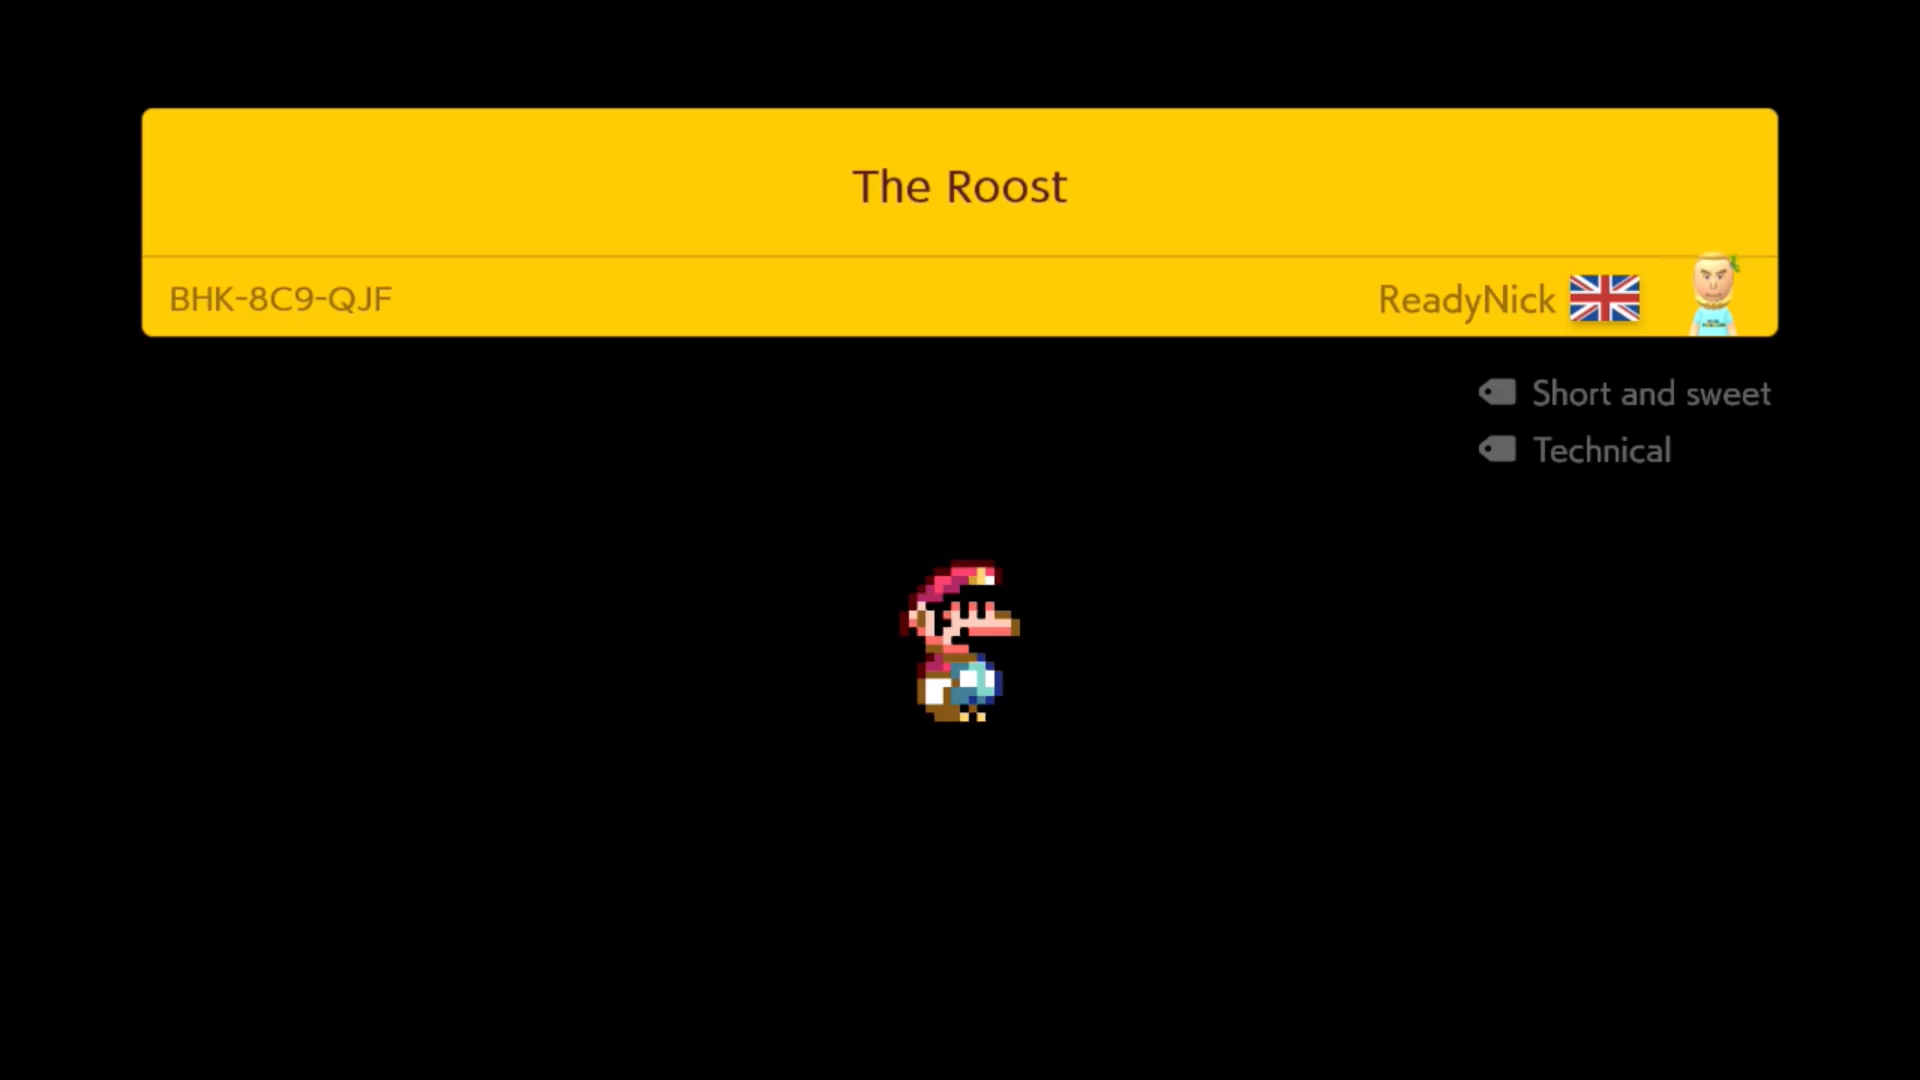 The Roost
BHK-8C9-QJF
ReadyNick
Short and sweet
Technical